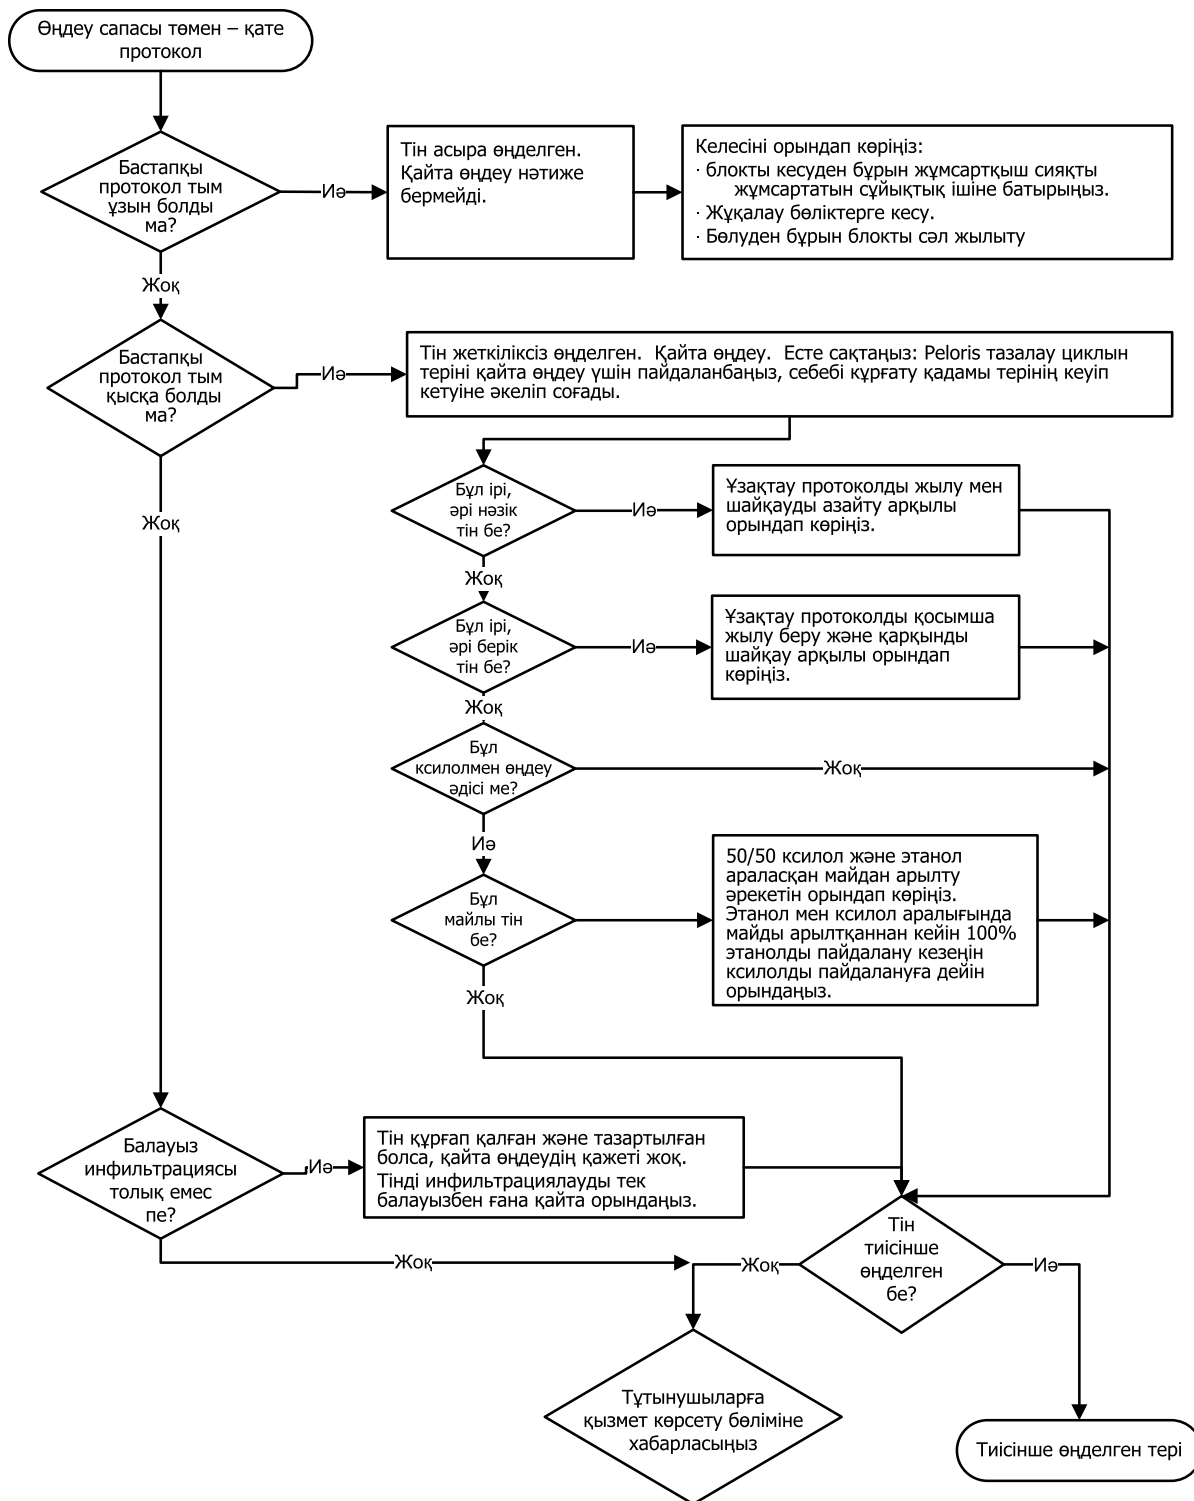 Өңдеу сапасы төмен – қате
протокол
Бастапқы
протокол тым
ұзын болды
ма?
Иә
Тін асыра өңделген.
Қайта өңдеу нәтиже
бермейді.
Келесіні орындап көріңіз:
· блокты кесуден бұрын жұмсартқыш сияқты
жұмсартатын сұйықтық ішіне батырыңыз.
· Жұқалау бөліктерге кесу.
· Бөлуден бұрын блокты сәл жылыту
Жоқ
Бастапқы
протокол тым
қысқа болды
ма?
Иә
Тін жеткіліксіз өңделген.  Қайта өңдеу.  Есте сақтаңыз: Peloris тазалау циклын
теріні қайта өңдеу үшін пайдаланбаңыз, себебі құрғату қадамы терінің кеуіп
кетуіне әкеліп соғады.
Жоқ
Бұл ірі,
әрі нәзік
тін бе?
Иә
Ұзақтау протоколды жылу мен
шайқауды азайту арқылы
орындап көріңіз.
Жоқ
Бұл ірі,
әрі берік
тін бе?
Иә
Ұзақтау протоколды қосымша
жылу беру және қарқынды
шайқау арқылы орындап
көріңіз.
Жоқ
Бұл
ксилолмен өңдеу
әдісі ме?
Жоқ
Иә
Бұл
майлы тін
бе?
50/50 ксилол және этанол
араласқан майдан арылту
әрекетін орындап көріңіз.
Этанол мен ксилол аралығында
майды арылтқаннан кейін 100%
этанолды пайдалану кезеңін
ксилолды пайдалануға дейін
орындаңыз.
Жоқ
Балауыз
инфильтрациясы
толық емес
пе?
Иә
Тін құрғап қалған және тазартылған
болса, қайта өңдеудің қажеті жоқ.
Тінді инфильтрациялауды тек
балауызбен ғана қайта орындаңыз.
Жоқ
Тін
тиісінше
өңделген
бе?
Жоқ
Иә
Тұтынушыларға
қызмет көрсету бөліміне
хабарласыңыз
Тиісінше өңделген тері